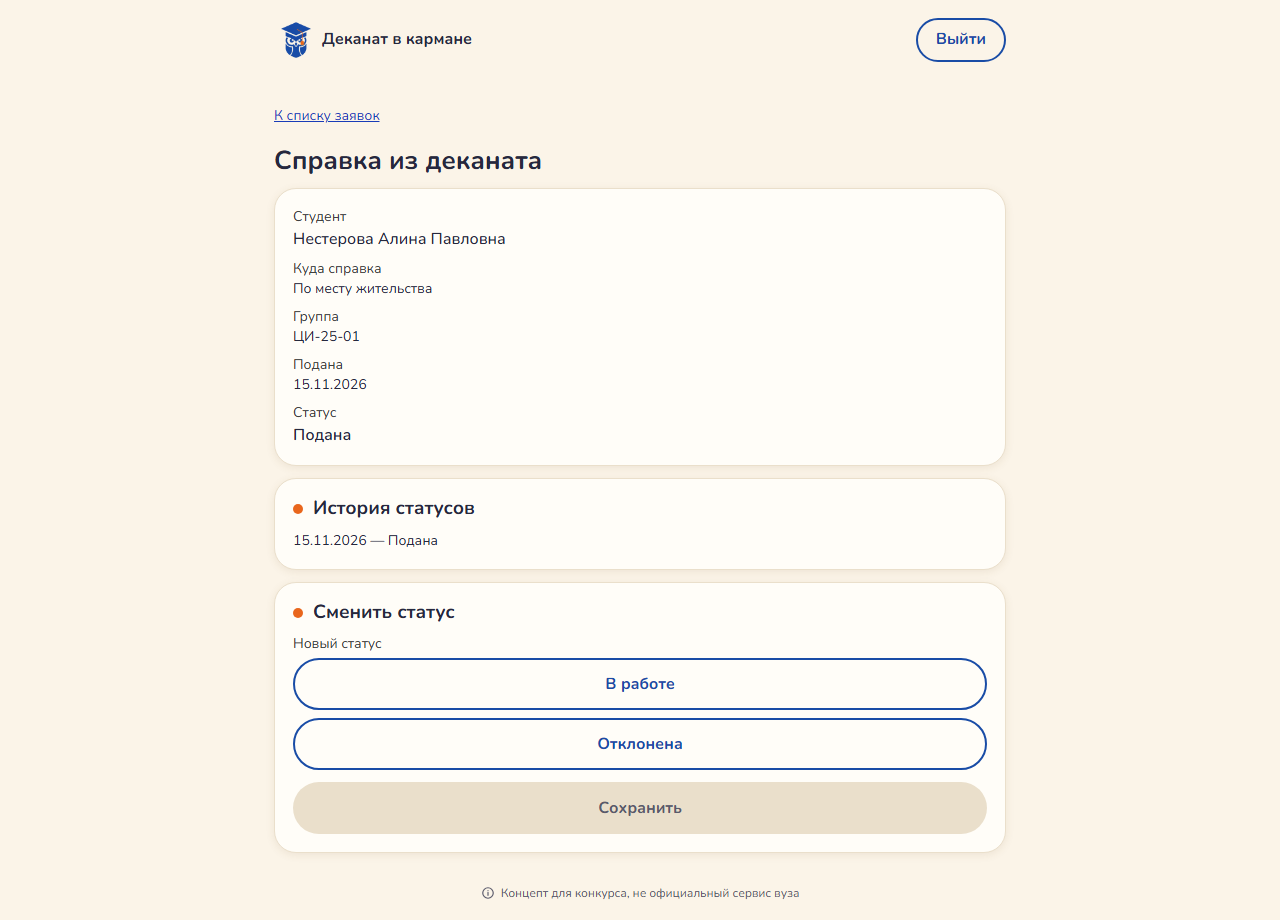 Деканат в кармане
Выйти
К списку заявок
Справка из деканата
Студент
Нестерова Алина Павловна
Куда справка
По месту жительства
Группа
ЦИ-25-01
Подана
15.11.2026
Статус
Подана
История статусов
15.11.2026 — Подана
Сменить статус
Новый статус
В работе
Отклонена
Сохранить
Концепт для конкурса, не официальный сервис вуза